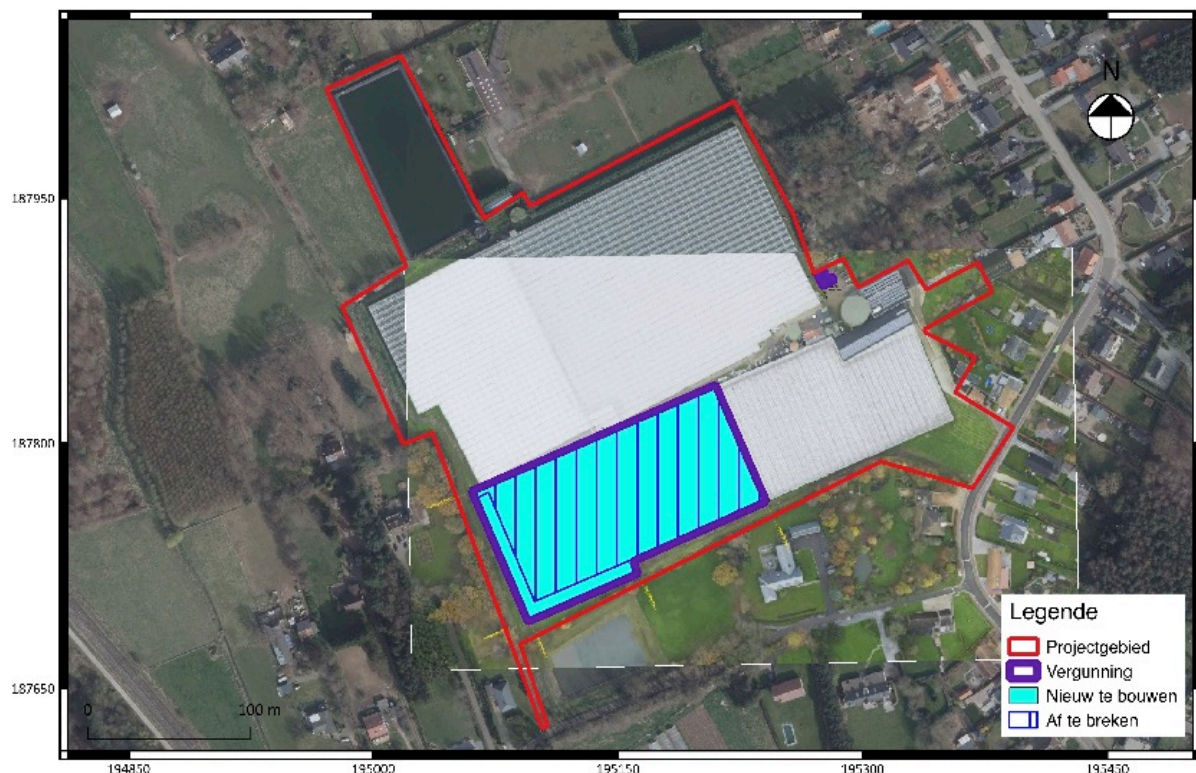 N
187950
187800
187650
Legende
Projectgebied
Vergunning
Nieuw te bouwen
Af te breken
0 100 m
194850 195000 195150 195300 195450